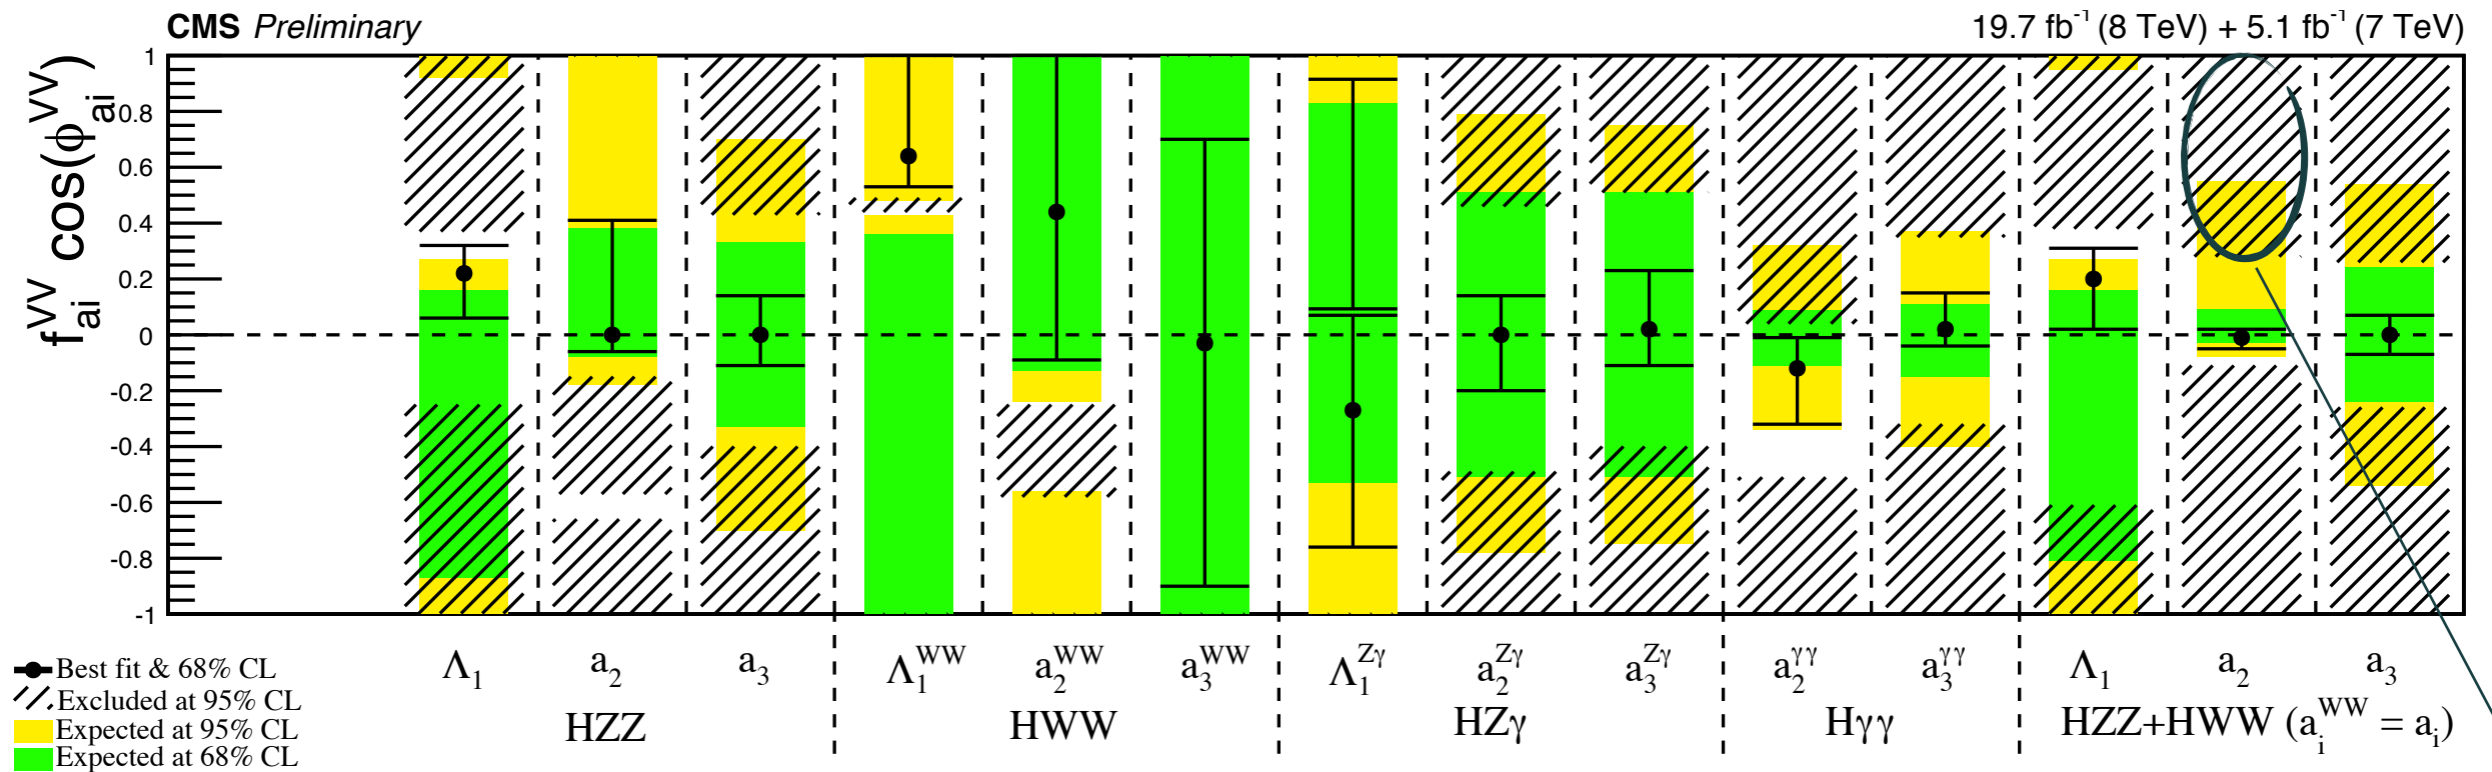 CMS Preliminary
19.7 fb⁻¹ (8 TeV) + 5.1 fb⁻¹ (7 TeV)
f_ai^VV cos(ϕ_ai^VV)
1
0.8
0.6
0.4
0.2
0
-0.2
-0.4
-0.6
-0.8
-1
Λ₁ a₂ a₃ Λ₁^WW a₂^WW a₃^WW Λ₁^Zγ a₂^Zγ a₃^Zγ a₂^γγ a₃^γγ Λ₁ a₂ a₃
HZZ HWW HZγ Hγγ HZZ+HWW (a_i^WW = a_i)
Best fit & 68% CL
Excluded at 95% CL
Expected at 95% CL
Expected at 68% CL